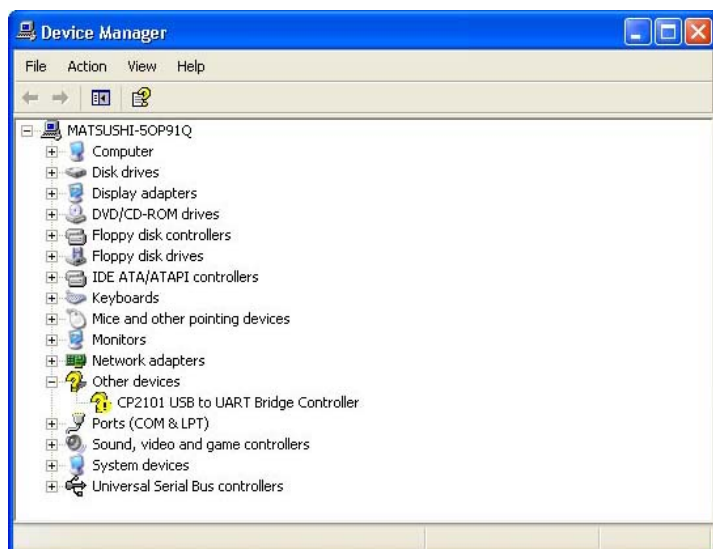 Device Manager
File Action View Help
MATSUSHI-5OP91Q
Computer
Disk drives
Display adapters
DVD/CD-ROM drives
Floppy disk controllers
Floppy disk drives
IDE ATA/ATAPI controllers
Keyboards
Mice and other pointing devices
Monitors
Network adapters
Other devices
CP2101 USB to UART Bridge Controller
Ports (COM & LPT)
Sound, video and game controllers
System devices
Universal Serial Bus controllers